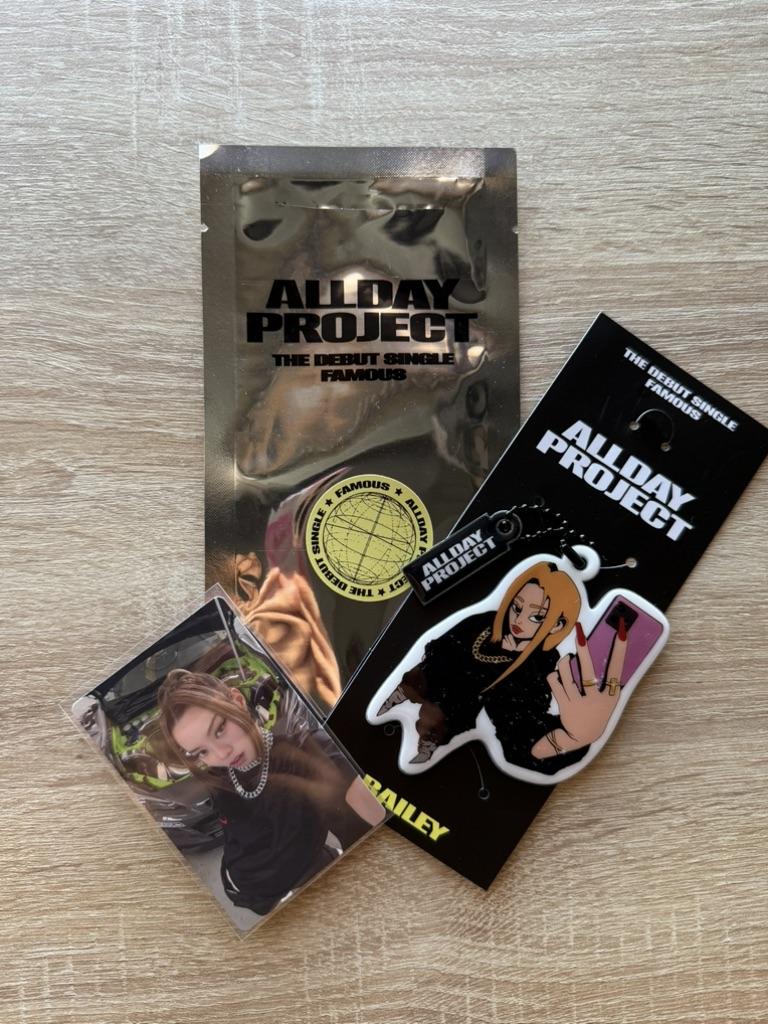 ALLDAY
PROJECT
THE DEBUT SINGLE
FAMOUS
★ FAMOUS ★ ALLDAY
★ THE DEBUT SINGLE
THE DEBUT SINGLE
FAMOUS
ALLDAY
PROJECT
ALLDAY
PROJECT
BAILEY